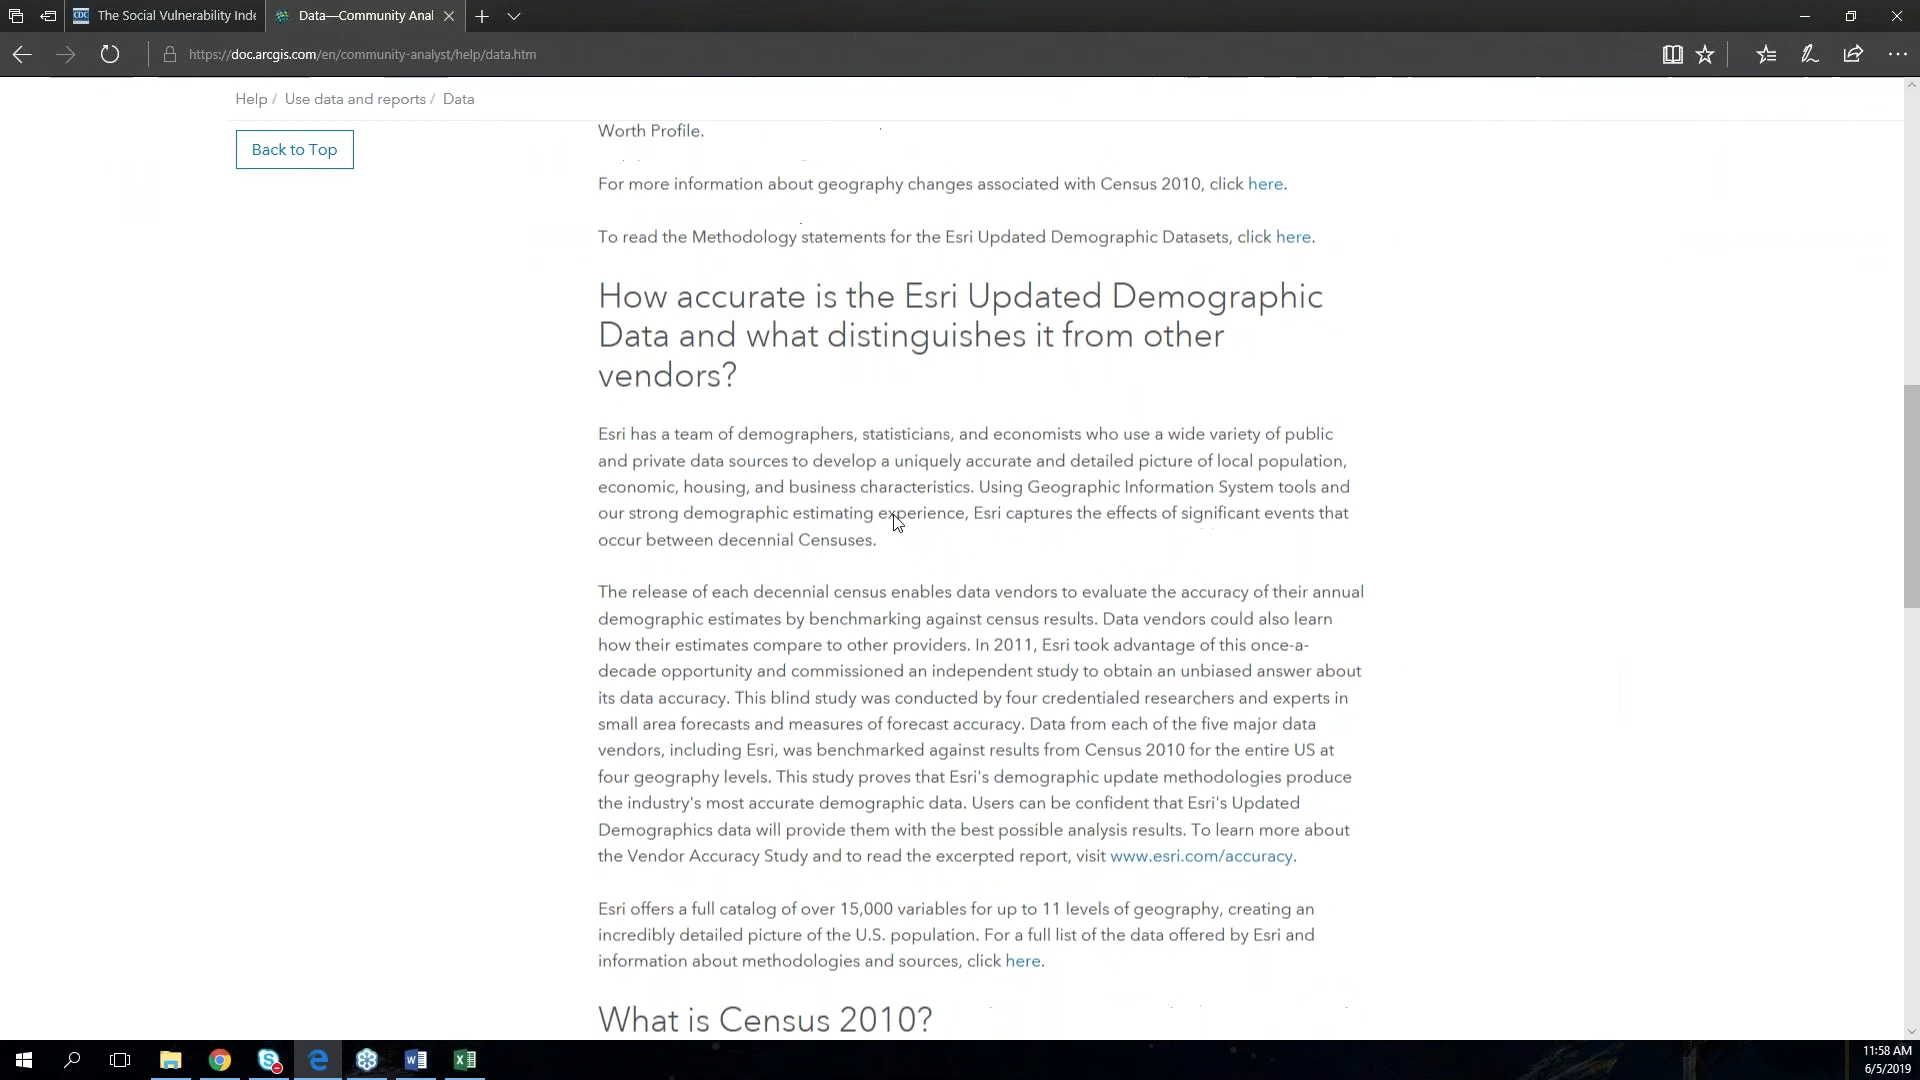 The Social Vulnerability Inde
Data—Community Anal
https://doc.arcgis.com/en/community-analyst/help/data.htm
Help / Use data and reports / Data
Back to Top
Worth Profile.
For more information about geography changes associated with Census 2010, click here.
To read the Methodology statements for the Esri Updated Demographic Datasets, click here.
How accurate is the Esri Updated Demographic
Data and what distinguishes it from other
vendors?
Esri has a team of demographers, statisticians, and economists who use a wide variety of public
and private data sources to develop a uniquely accurate and detailed picture of local population,
economic, housing, and business characteristics. Using Geographic Information System tools and
our strong demographic estimating experience, Esri captures the effects of significant events that
occur between decennial Censuses.
The release of each decennial census enables data vendors to evaluate the accuracy of their annual
demographic estimates by benchmarking against census results. Data vendors could also learn
how their estimates compare to other providers. In 2011, Esri took advantage of this once-a-
decade opportunity and commissioned an independent study to obtain an unbiased answer about
its data accuracy. This blind study was conducted by four credentialed researchers and experts in
small area forecasts and measures of forecast accuracy. Data from each of the five major data
vendors, including Esri, was benchmarked against results from Census 2010 for the entire US at
four geography levels. This study proves that Esri's demographic update methodologies produce
the industry's most accurate demographic data. Users can be confident that Esri's Updated
Demographics data will provide them with the best possible analysis results. To learn more about
the Vendor Accuracy Study and to read the excerpted report, visit www.esri.com/accuracy.
Esri offers a full catalog of over 15,000 variables for up to 11 levels of geography, creating an
incredibly detailed picture of the U.S. population. For a full list of the data offered by Esri and
information about methodologies and sources, click here.
What is Census 2010?
11:58 AM
6/5/2019